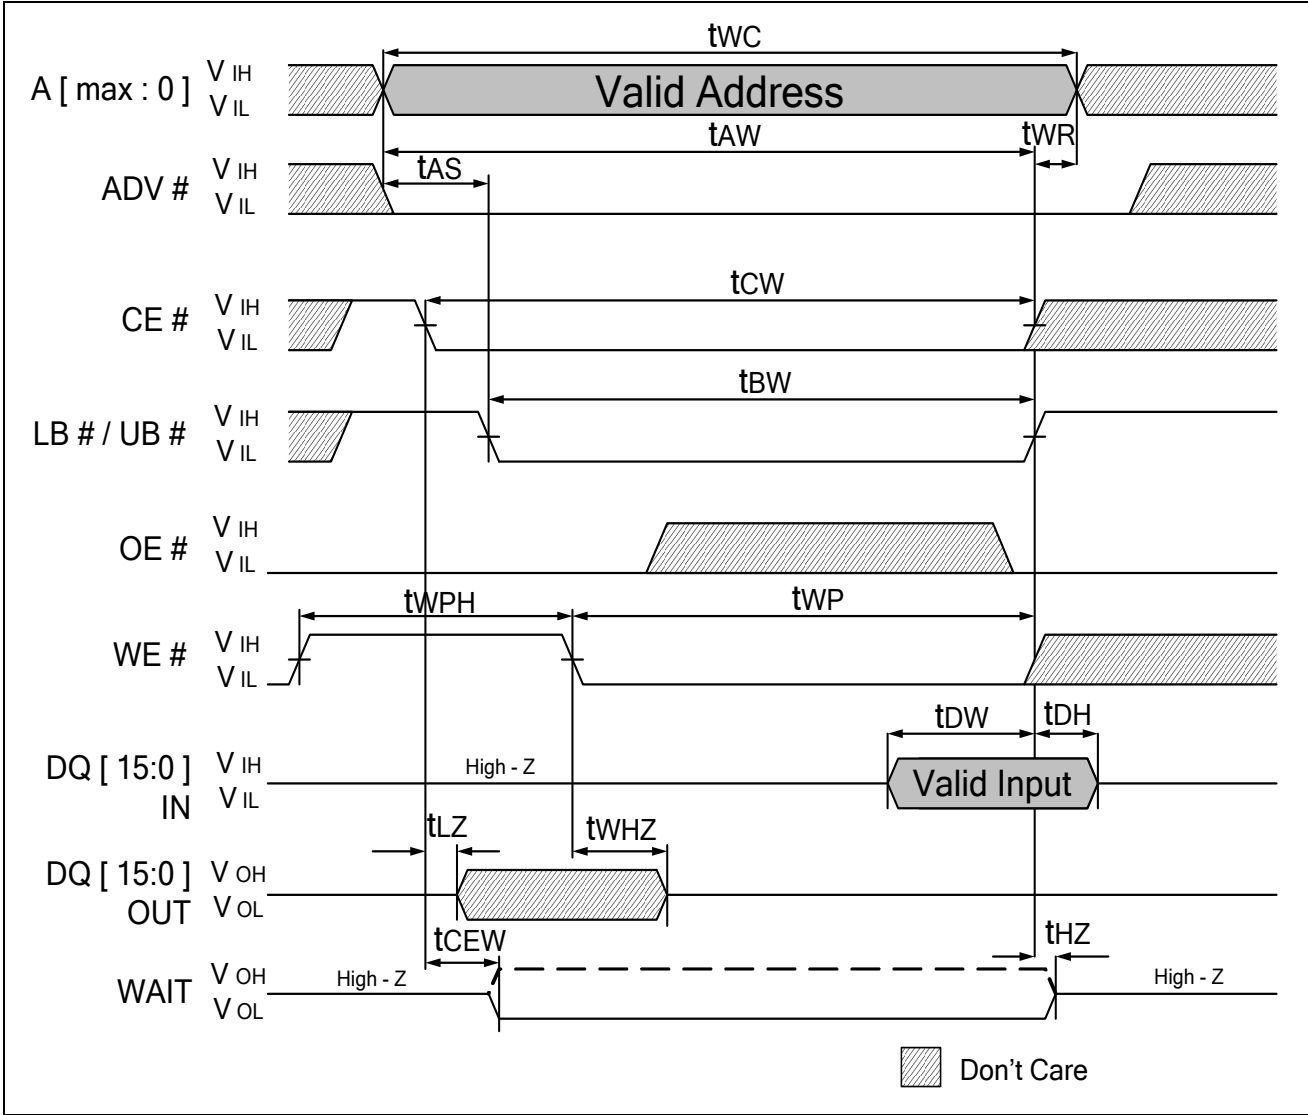 tWC
A [ max : 0 ] V IH
V IL
Valid Address
tAW tWR
ADV # V IH
V IL
tAS
CE # V IH
V IL
tCW
LB # / UB # V IH
V IL
tBW
OE # V IH
V IL
tWPH tWP
WE # V IH
V IL
tDW tDH
DQ [ 15:0 ] IN V IH
V IL
High - Z
Valid Input
tLZ tWHZ
DQ [ 15:0 ] OUT V OH
V OL
tCEW tHZ
WAIT V OH
V OL
High - Z High - Z
Don't Care